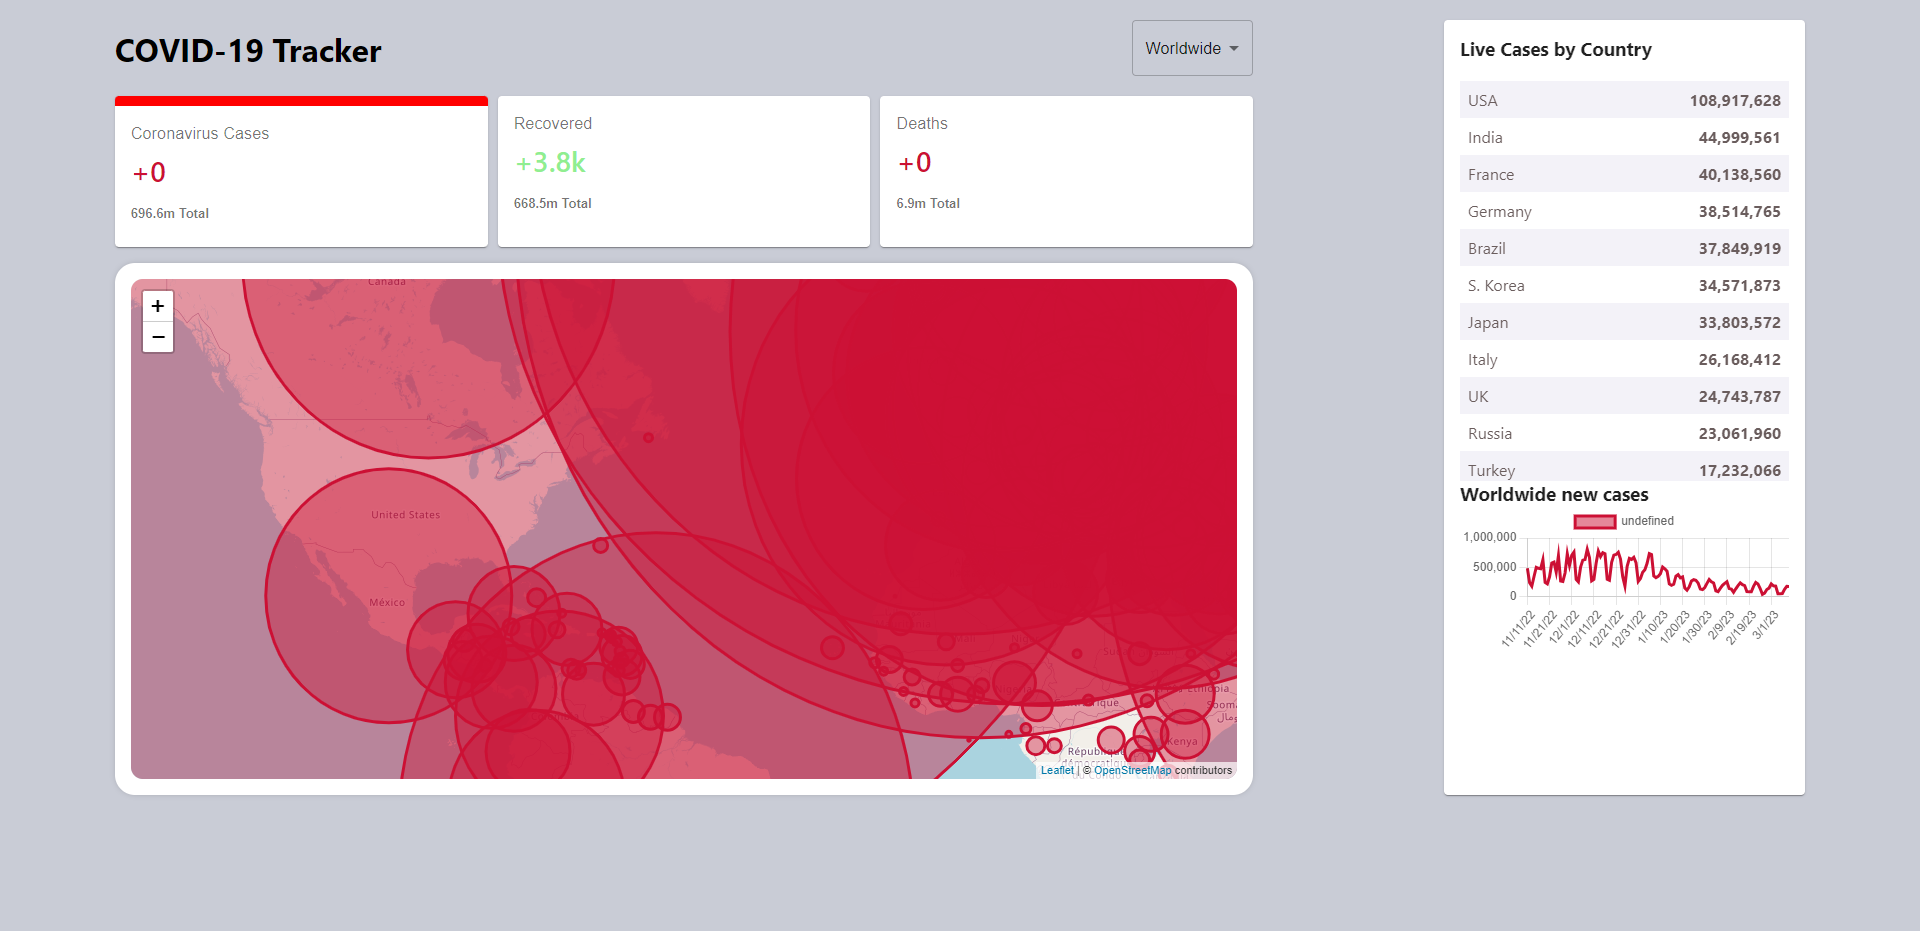 COVID-19 Tracker
Worldwide
Coronavirus Cases
+0
696.6m Total
Recovered
+3.8k
668.5m Total
Deaths
+0
6.9m Total
+
−
Canada
United States
México
Kenya
Leaflet | © OpenStreetMap contributors
Live Cases by Country
USA 108,917,628
India 44,999,561
France 40,138,560
Germany 38,514,765
Brazil 37,849,919
S. Korea 34,571,873
Japan 33,803,572
Italy 26,168,412
UK 24,743,787
Russia 23,061,960
Turkey 17,232,066
Worldwide new cases
undefined
1,000,000
500,000
0
11/11/22
11/21/22
12/1/22
12/11/22
12/21/22
12/31/22
1/10/23
1/20/23
1/30/23
2/9/23
2/19/23
3/1/23